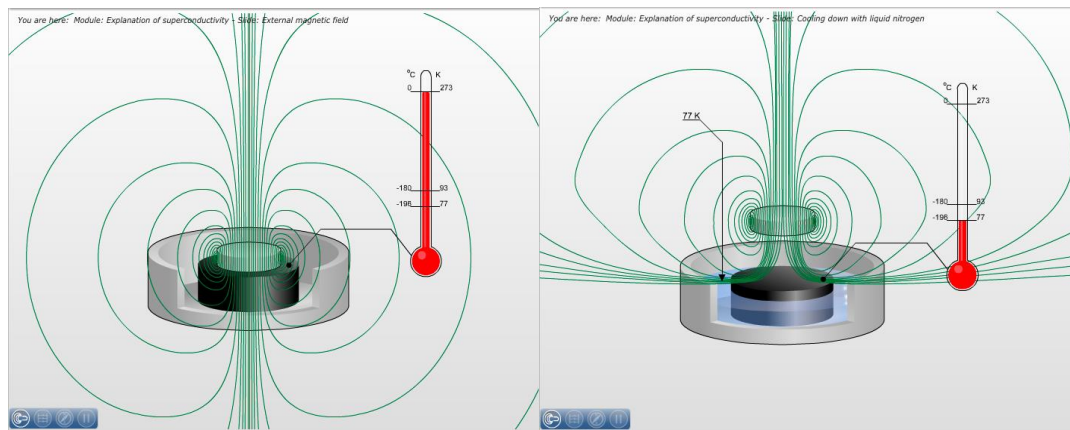 You are here: Module: Explanation of superconductivity - Slide: External magnetic field
°C K
0 273
-180 93
-196 77
You are here: Module: Explanation of superconductivity - Slide: Cooling down with liquid nitrogen
77 K
°C K
0 273
-180 93
-196 77